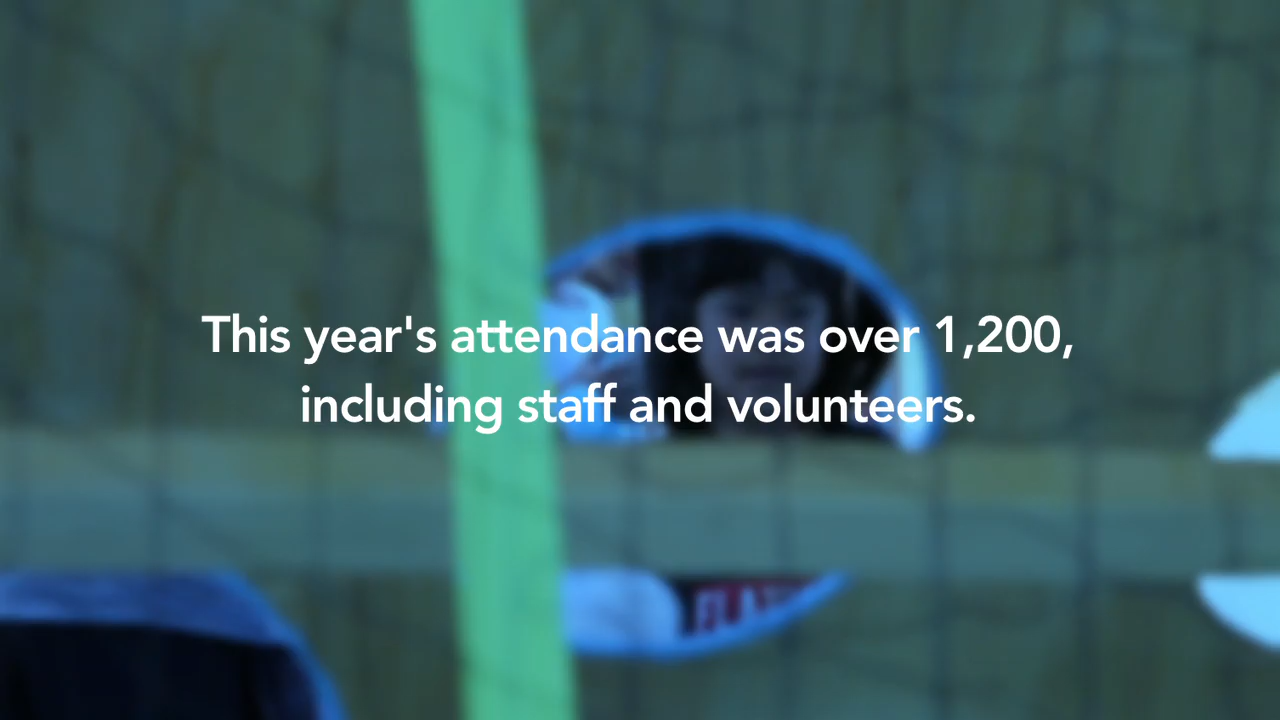 This year's attendance was over 1,200,
including staff and volunteers.